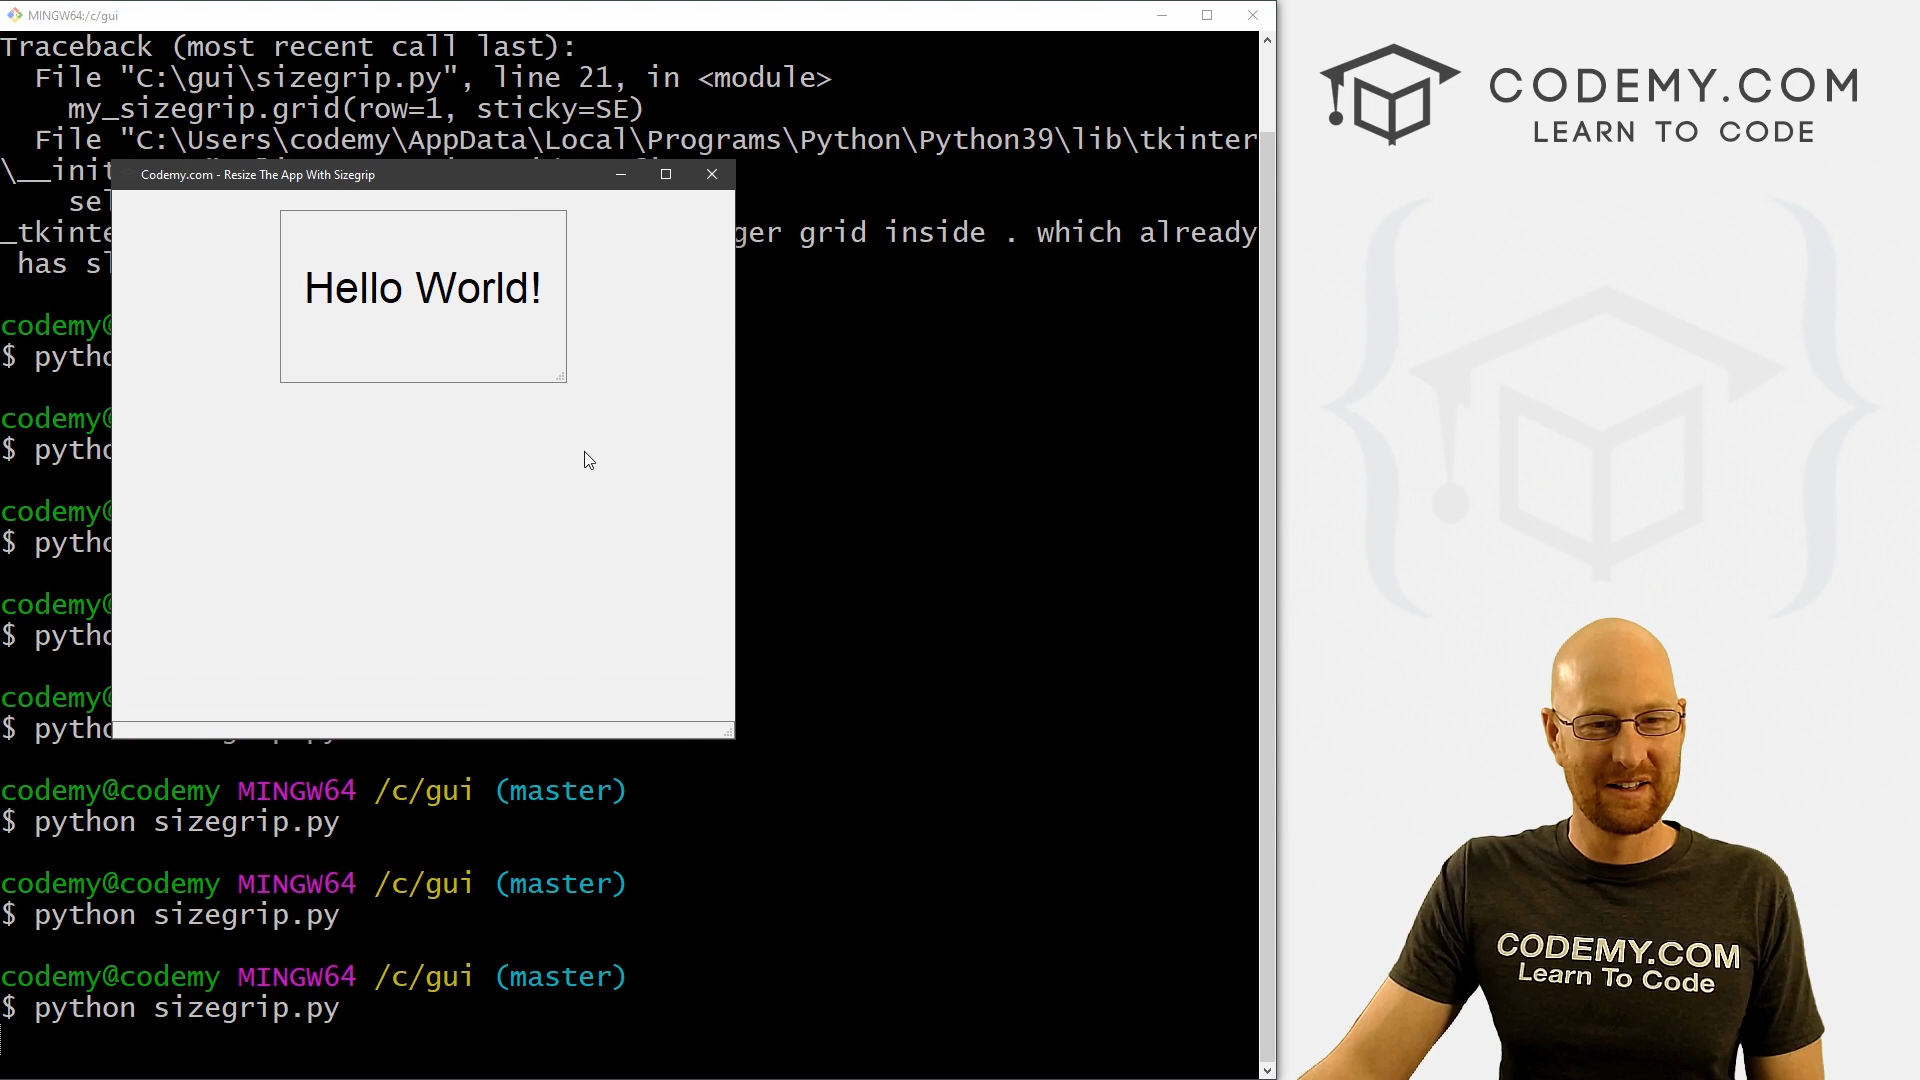 MINGW64:/c/gui
Traceback (most recent call last):
File "C:\gui\sizegrip.py", line 21, in <module>
my_sizegrip.grid(row=1, sticky=SE)
File "C:\Users\codemy\AppData\Local\Programs\Python\Python39\lib\tkinter
\__init
Codemy.com - Resize The App With Sizegrip
sel
_tkinte
ger grid inside . which already
has sl
Hello World!
codemy@
$ pytho
codemy@
$ pytho
codemy@
$ pytho
codemy@
$ pytho
codemy@
$ pytho
codemy@codemy MINGW64 /c/gui (master)
$ python sizegrip.py
codemy@codemy MINGW64 /c/gui (master)
$ python sizegrip.py
codemy@codemy MINGW64 /c/gui (master)
$ python sizegrip.py
CODEMY.COM
LEARN TO CODE
CODEMY.COM
Learn To Code